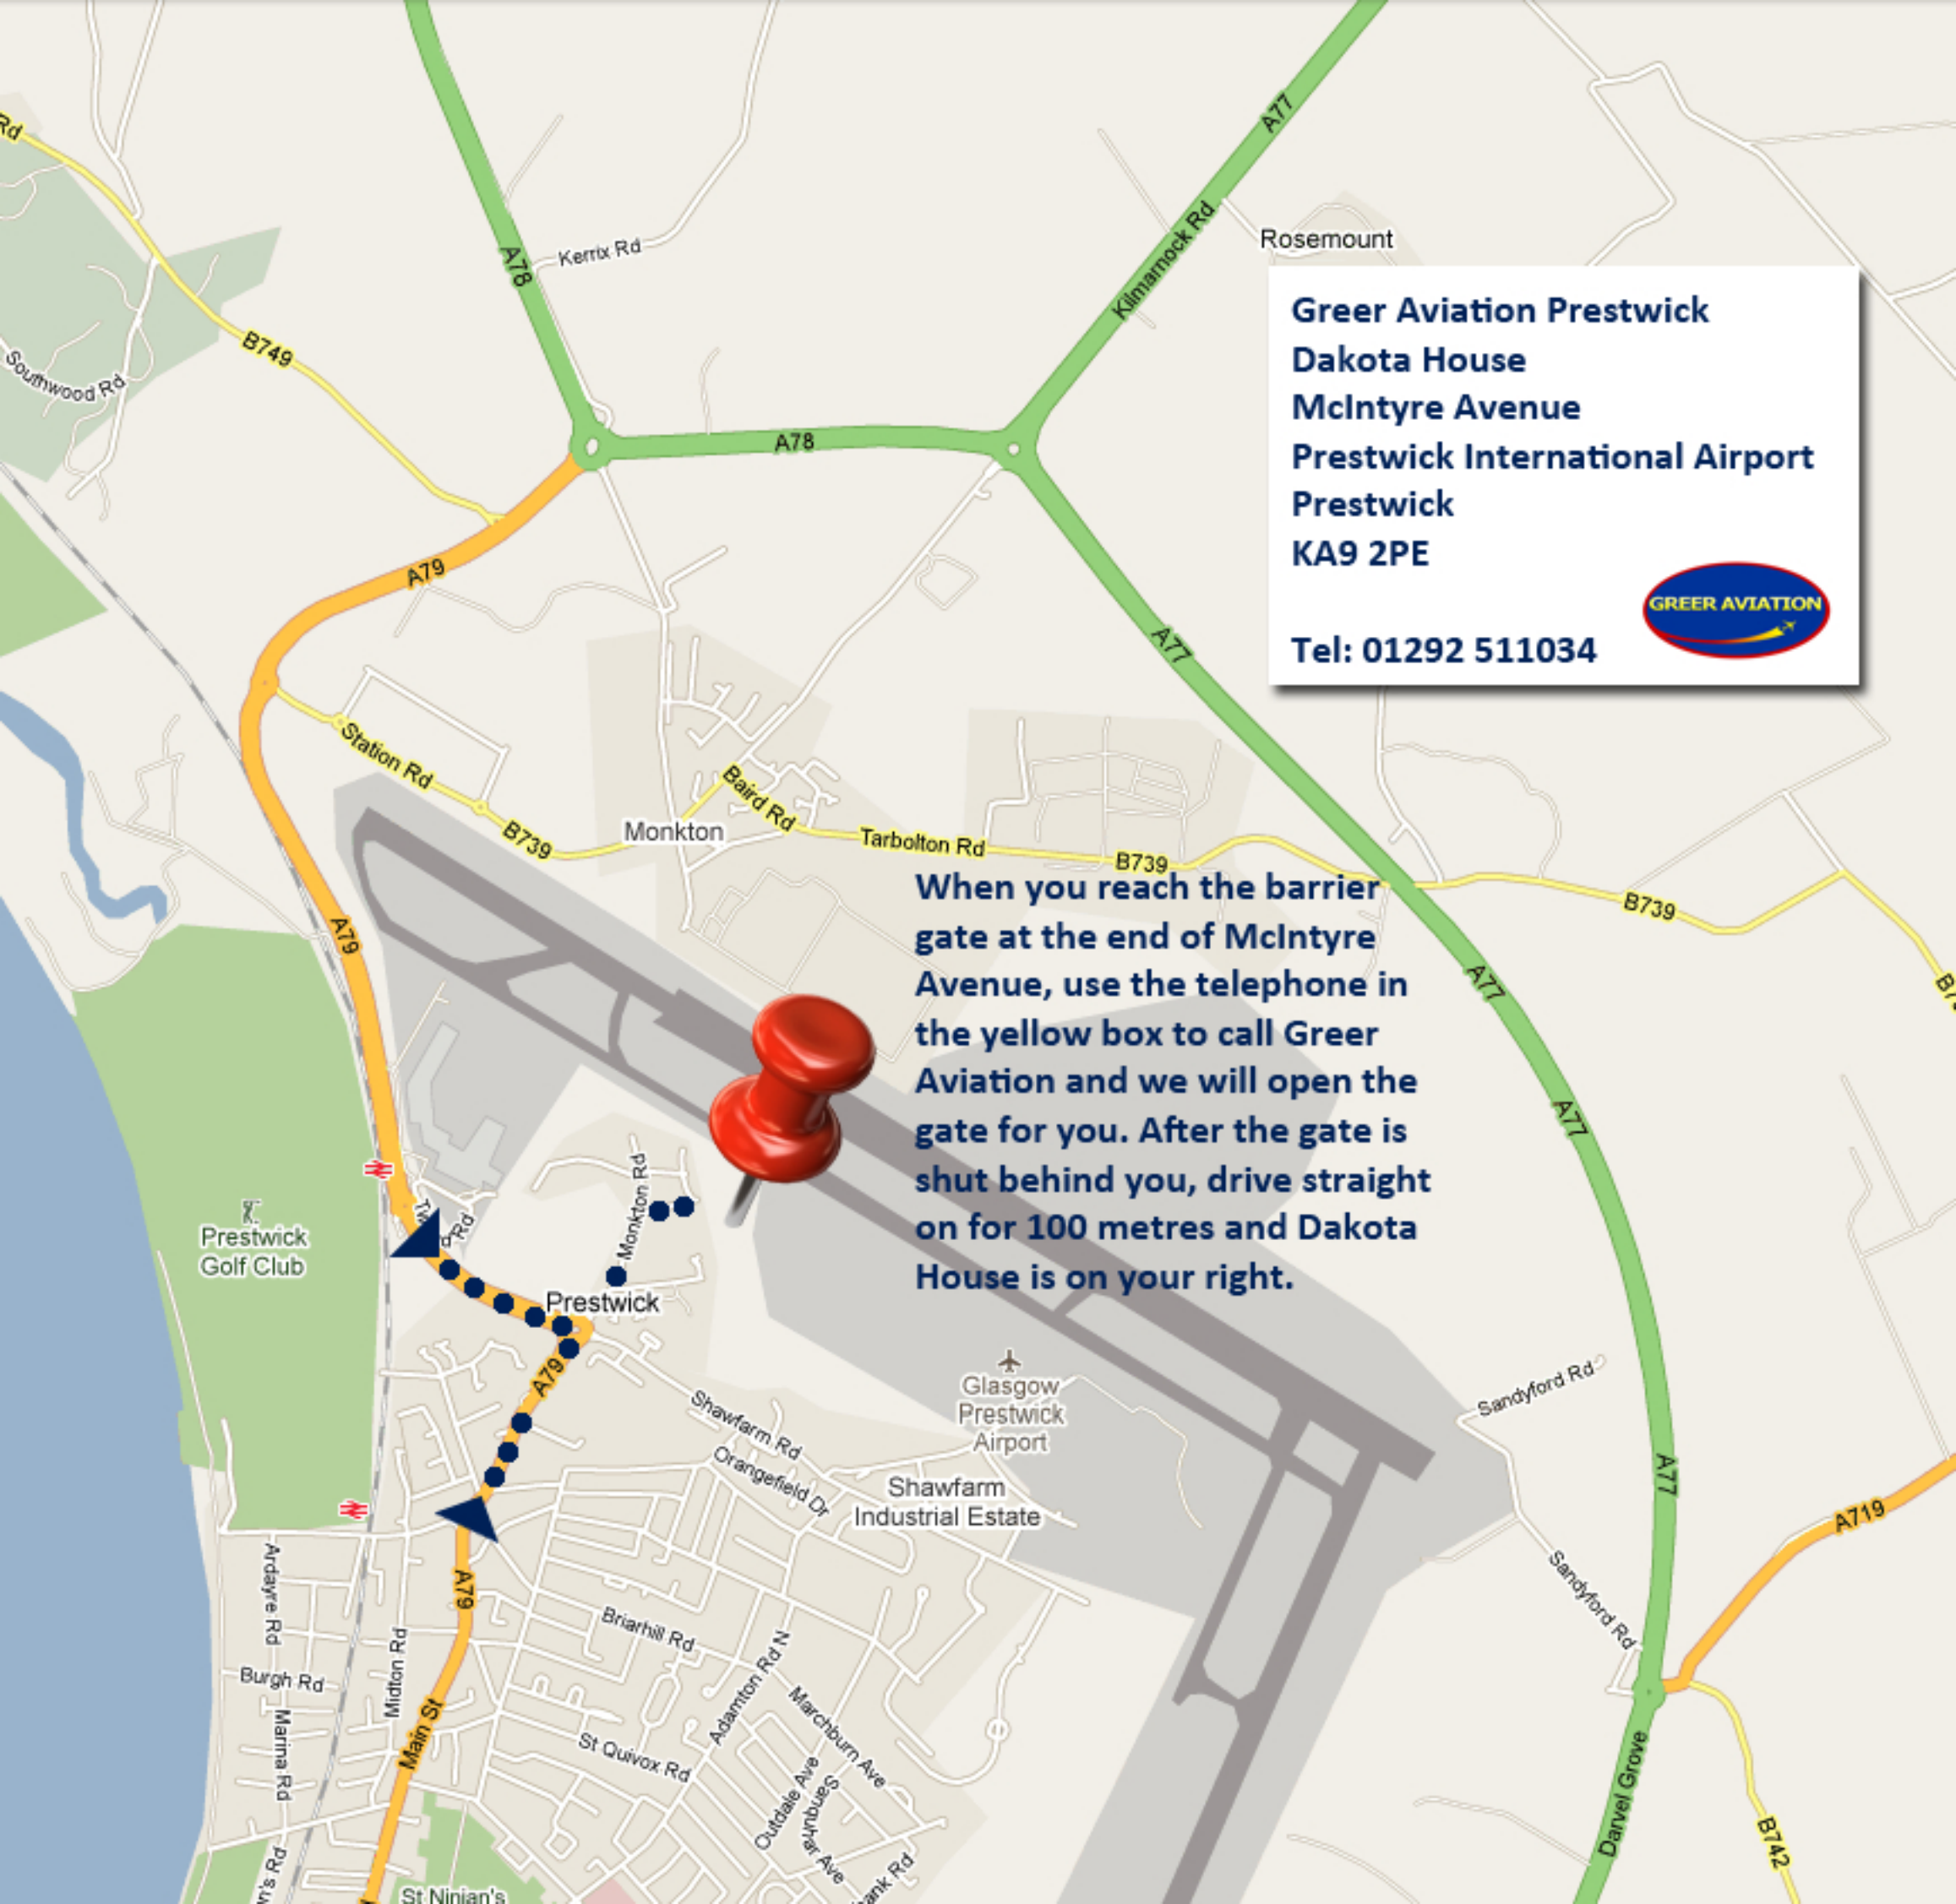 Rd
A77
A78
Kerrix Rd
Kilmarnock Rd
Rosemount
B749
Southwood Rd
Greer Aviation Prestwick
Dakota House
McIntyre Avenue
Prestwick International Airport
Prestwick
KA9 2PE
GREER AVIATION
Tel: 01292 511034
A78
A79
A77
Station Rd
Baird Rd
B739
Monkton
Tarbolton Rd
B739
B739
When you reach the barrier
gate at the end of McIntyre
Avenue, use the telephone in
the yellow box to call Greer
Aviation and we will open the
gate for you. After the gate is
shut behind you, drive straight
on for 100 metres and Dakota
House is on your right.
A79
A77
A77
Monkton Rd
Rd
Prestwick
Golf Club
Prestwick
A79
Glasgow
Prestwick
Airport
Sandyford Rd
Shawfarm Rd
Orangefield Dr
Shawfarm
Industrial Estate
A77
A719
Ardayre Rd
A79
Sandyford Rd
Briarhill Rd
Midton Rd
Adamton Rd N
Burgh Rd
Marina Rd
Main St
Marchburn Ave
St Quivox Rd
Outdale Ave
Darvel Grove
B742
St Ninian's